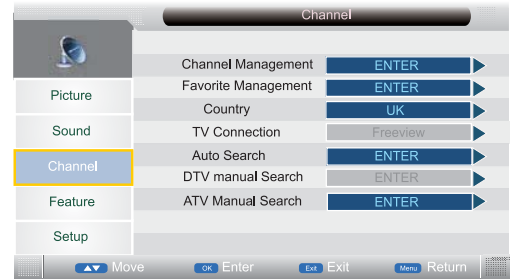 Channel
Picture
Sound
Channel
Feature
Setup
Channel Management ENTER
Favorite Management ENTER
Country UK
TV Connection Freeview
Auto Search ENTER
DTV manual Search ENTER
ATV Manual Search ENTER
Move OK Enter Exit Exit Menu Return